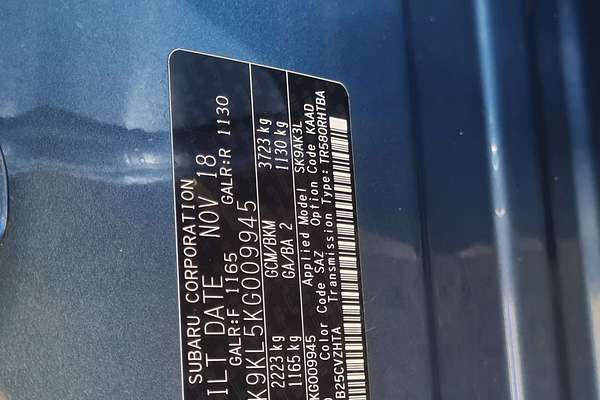 SUBARU CORPORATION
ILT DATE NOV 18
GALR:F 1165 GALR:R 1130
K9KL5KG009945
2223 kg GCM/BKM 3723 kg
1165 kg GA/BA 2 1130 kg
KG009945 Applied Model SK9AK3L
Color Code SAZ Option Code KAAD
B25CVZHTA Transmission Type: TR580RHTBA